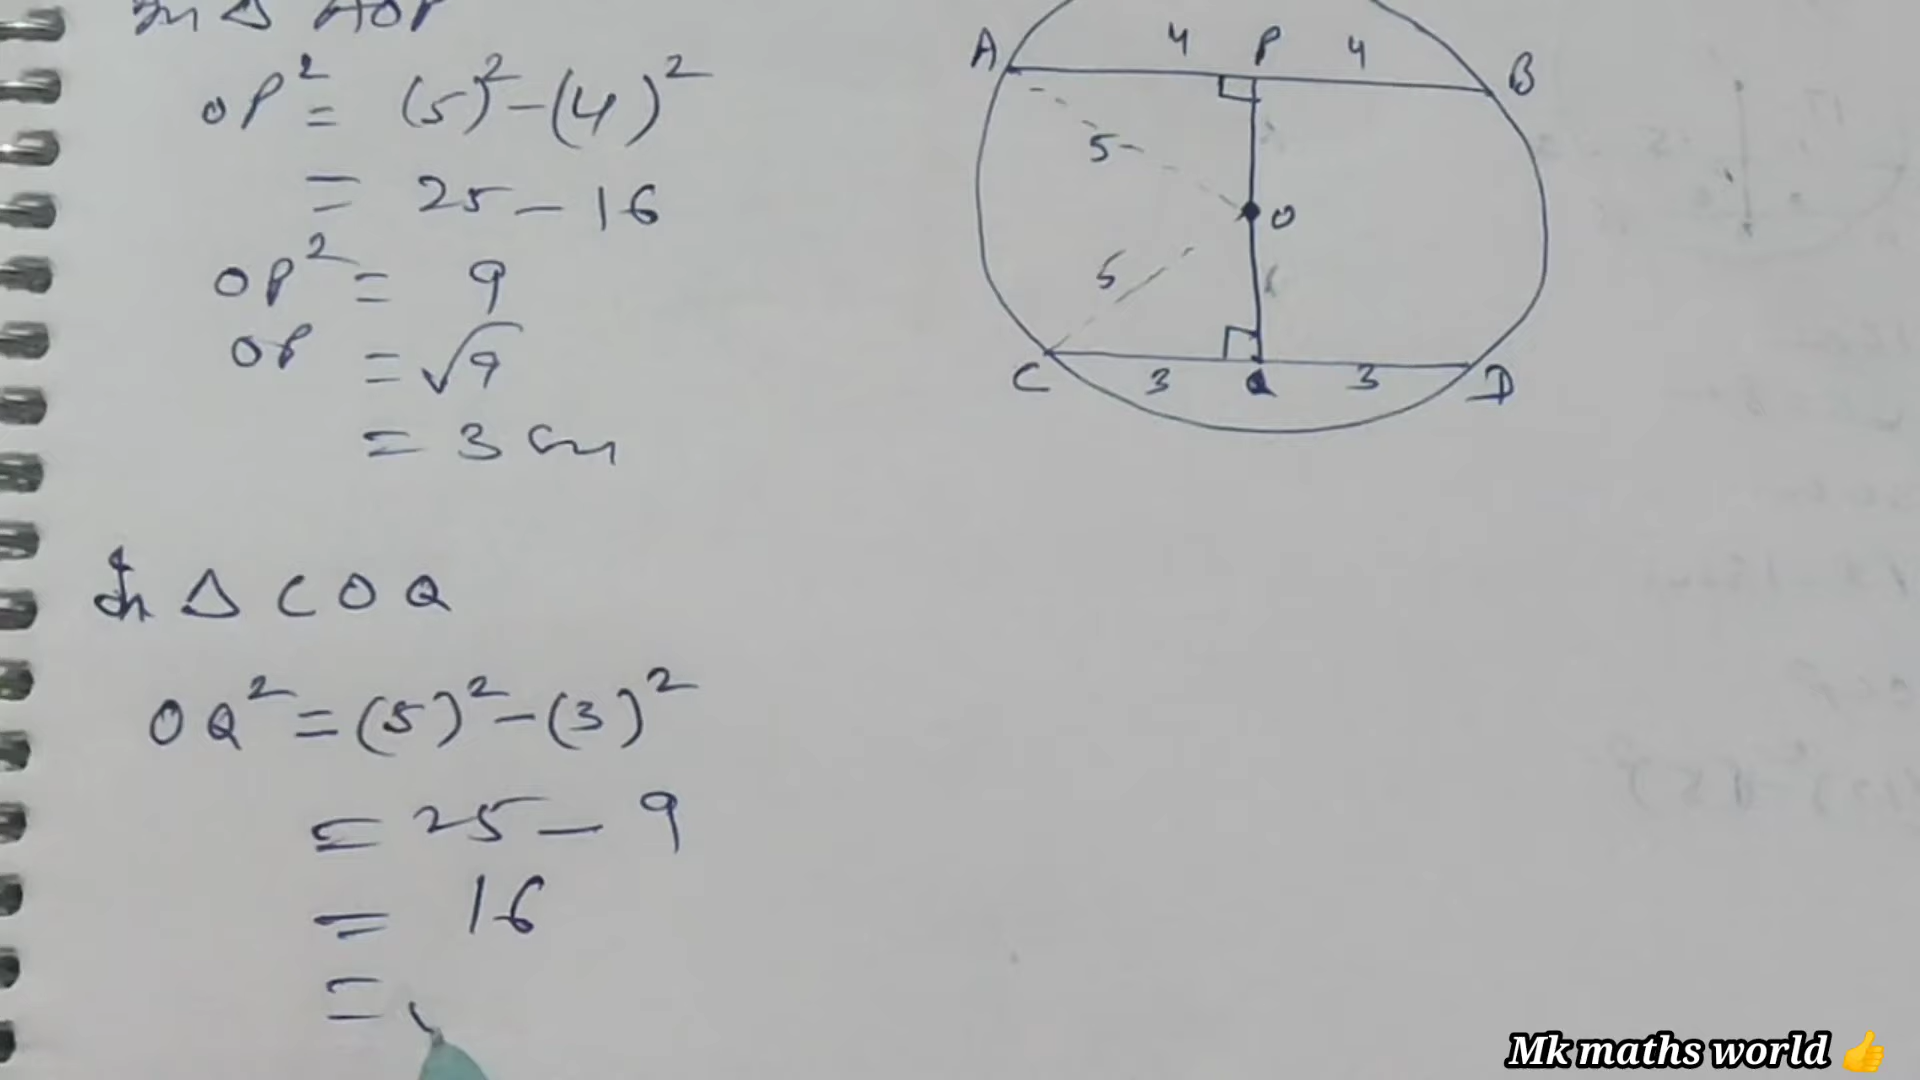 In Δ AOP
OP² = (5)² - (4)²
= 25 - 16
OP² = 9
OP = √9
= 3 cm
In Δ COQ
OQ² = (5)² - (3)²
= 25 - 9
= 16
=
A 4 P 4 B
5
O
5
C 3 Q 3 D
Mk maths world 👍